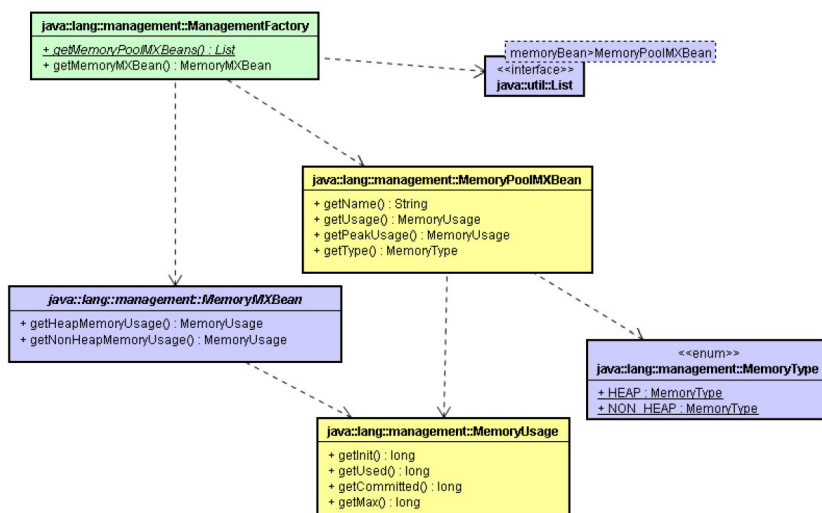 java::lang::management::ManagementFactory
+ getMemoryPoolMXBeans() : List
+ getMemoryMXBean() : MemoryMXBean
memoryBean>MemoryPoolMXBean
<<interface>>
java::util::List
java::lang::management::MemoryPoolMXBean
+ getName() : String
+ getUsage() : MemoryUsage
+ getPeakUsage() : MemoryUsage
+ getType() : MemoryType
java::lang::management::MemoryMXBean
+ getHeapMemoryUsage() : MemoryUsage
+ getNonHeapMemoryUsage() : MemoryUsage
<<enum>>
java::lang::management::MemoryType
+ HEAP : MemoryType
+ NON_HEAP : MemoryType
java::lang::management::MemoryUsage
+ getInit() : long
+ getUsed() : long
+ getCommitted() : long
+ getMax() : long